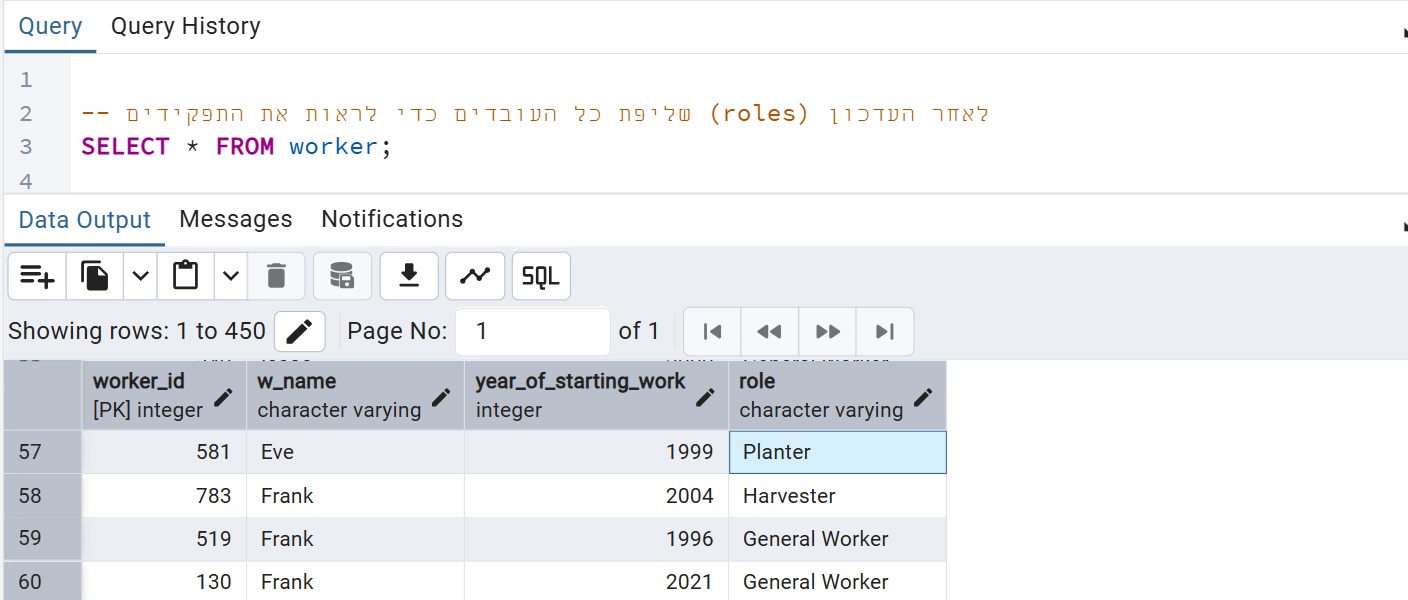 Query Query History
1
2 -- שליפת כל העובדים כדי לראות את התפקידים (roles) לאחר העדכון
3 SELECT * FROM worker;
4
Data Output Messages Notifications
SQL
Showing rows: 1 to 450 Page No: 1 of 1
worker_id w_name year_of_starting_work role
[PK] integer character varying integer character varying
57 581 Eve 1999 Planter
58 783 Frank 2004 Harvester
59 519 Frank 1996 General Worker
60 130 Frank 2021 General Worker